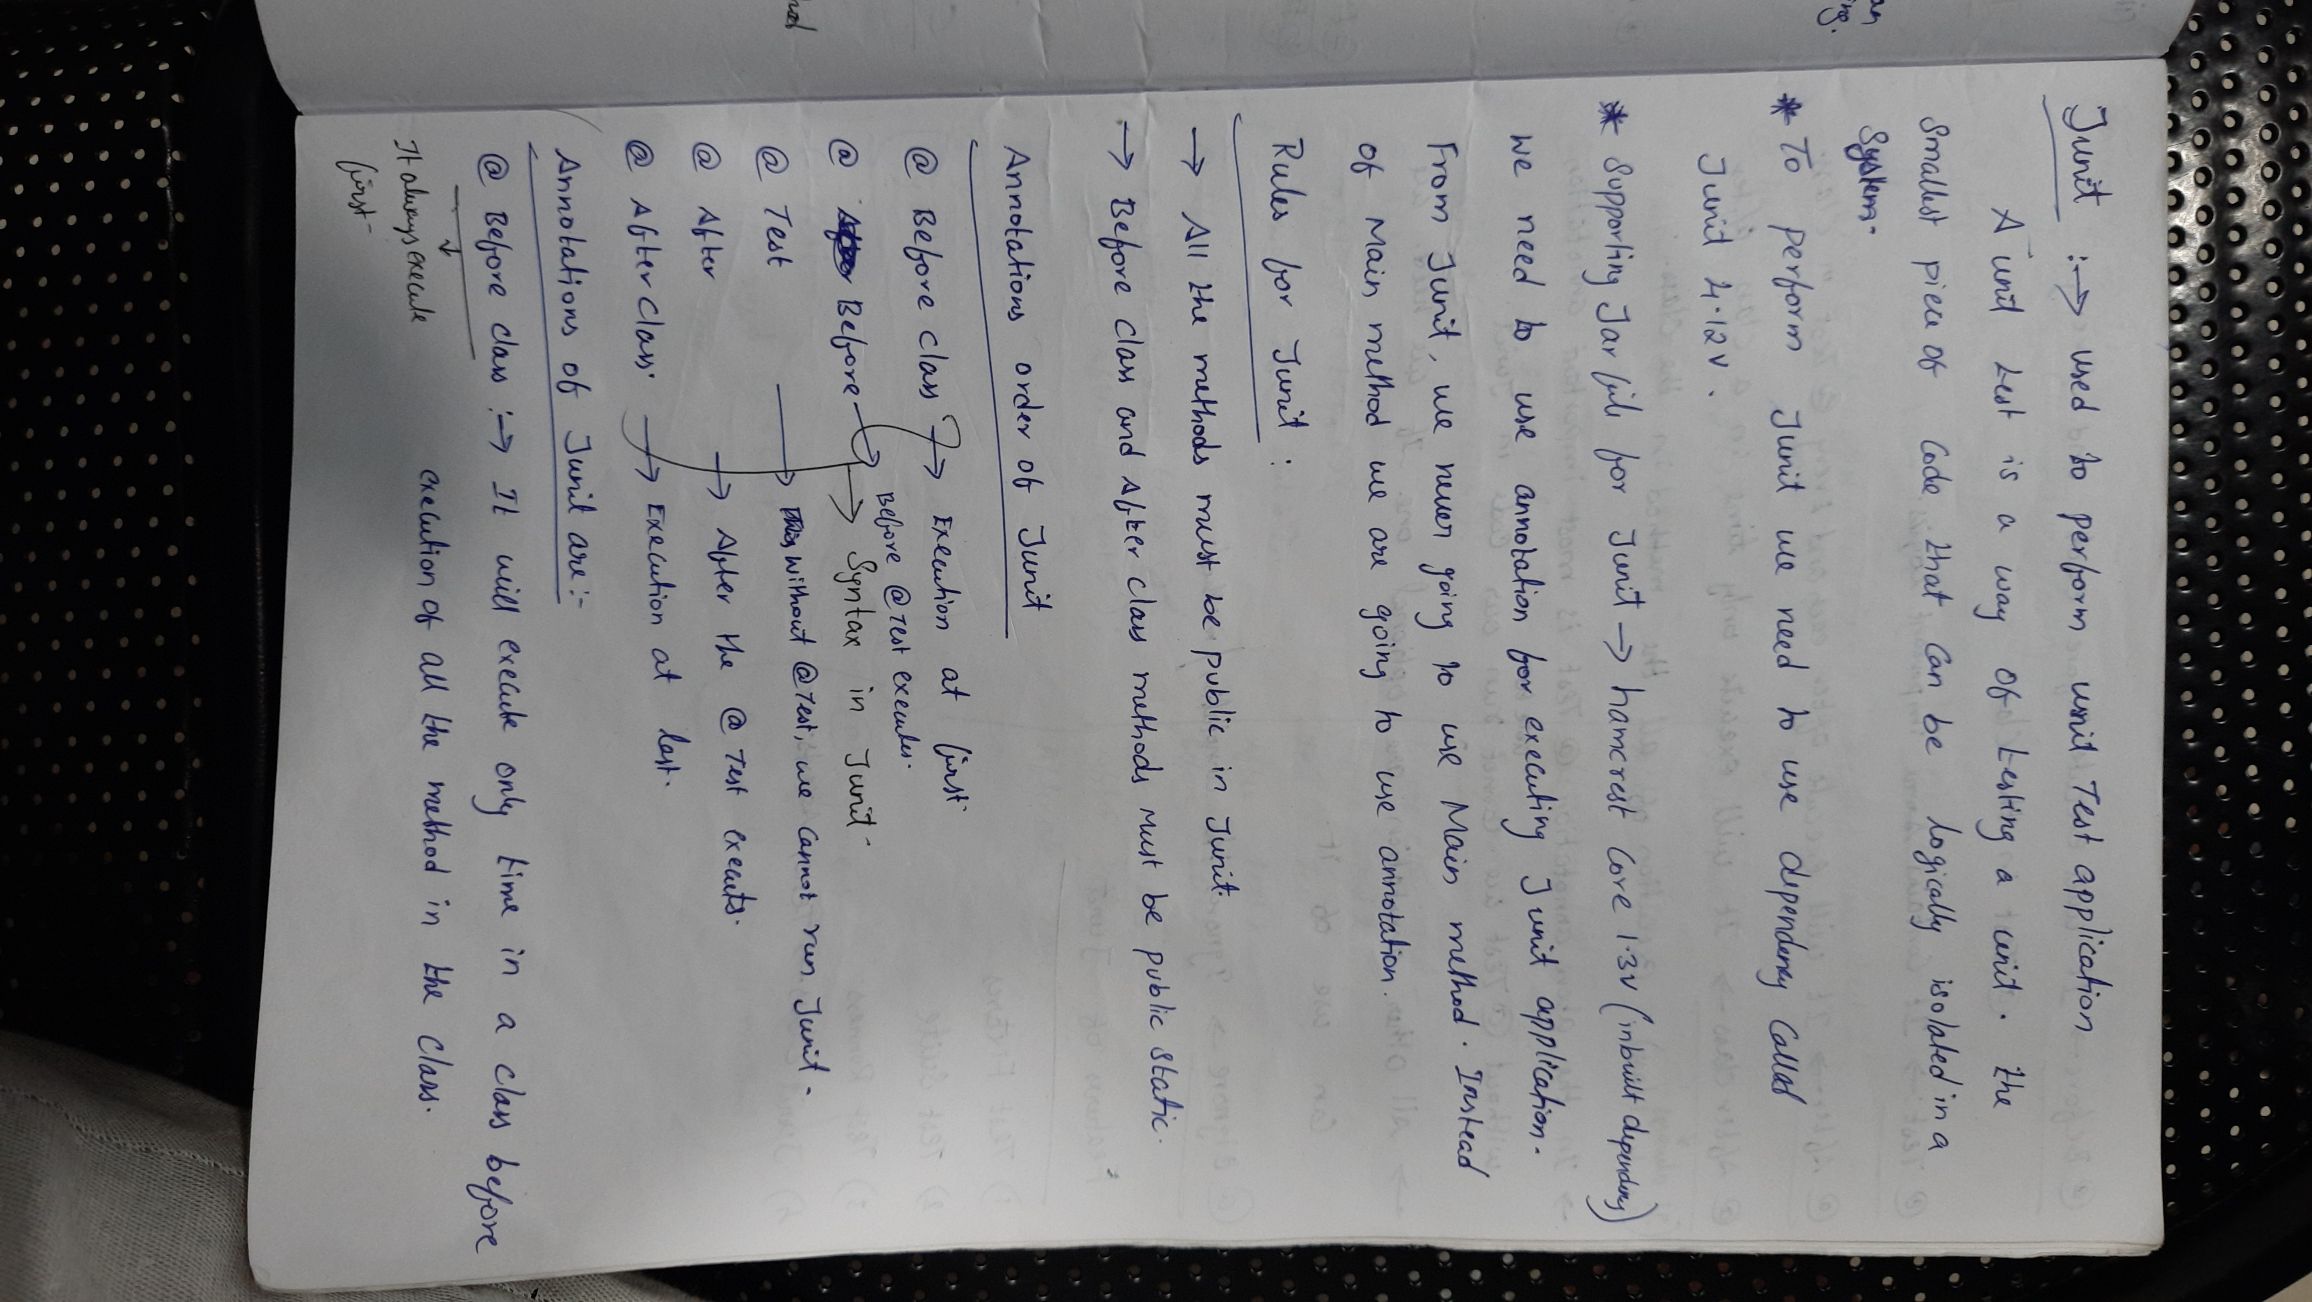 Junit :→ used to perform unit Test application
A unit test is a way of testing a unit. the
Smallest piece of Code that Can be logically isolated in a
System.
* To perform Junit we need to use dependency Called
Junit 4.12v.
* Supporting Jar file for Junit → hamcrest Core 1.3v (inbuilt dependency)
we need to use annotation for executing Junit application.
From Junit, we never going to use Main method. Instead
of Main method we are going to use annotation.
Rules for Junit :
→ All the methods must be public in Junit.
→ Before class and After class methods must be public static.
Annotations order of Junit
@ Before class → Execution at first
@ Before → Before @Test executes.
→ Syntax in Junit.
@ Test → without @Test, we cannot run Junit.
@ After → After the @Test executs.
@ After Class. → Execution at last.
Annotations of Junit are:-
@ Before class :→ It will execute only time in a class before
execution of all the method in the class.
It always execute
first